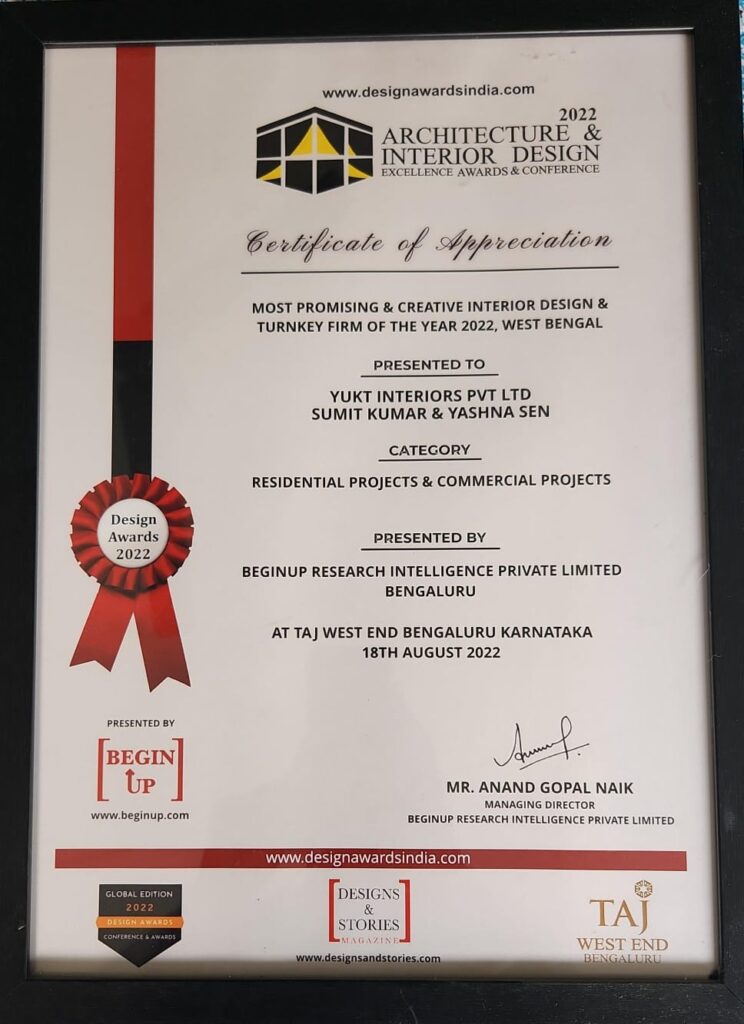 www.designawardsindia.com
2022
ARCHITECTURE &
INTERIOR DESIGN
EXCELLENCE AWARDS & CONFERENCE
Certificate of Appreciation
MOST PROMISING & CREATIVE INTERIOR DESIGN &
TURNKEY FIRM OF THE YEAR 2022, WEST BENGAL
PRESENTED TO
YUKT INTERIORS PVT LTD
SUMIT KUMAR & YASHNA SEN
CATEGORY
RESIDENTIAL PROJECTS & COMMERCIAL PROJECTS
Design
Awards
2022
PRESENTED BY
BEGINUP RESEARCH INTELLIGENCE PRIVATE LIMITED
BENGALURU
AT TAJ WEST END BENGALURU KARNATAKA
18TH AUGUST 2022
PRESENTED BY
BEGIN
UP
www.beginup.com
MR. ANAND GOPAL NAIK
MANAGING DIRECTOR
BEGINUP RESEARCH INTELLIGENCE PRIVATE LIMITED
www.designawardsindia.com
GLOBAL EDITION
2022
DESIGN AWARDS
CONFERENCE & AWARDS
DESIGNS
&
STORIES
MAGAZINE
www.designsandstories.com
TAJ
WEST END
BENGALURU